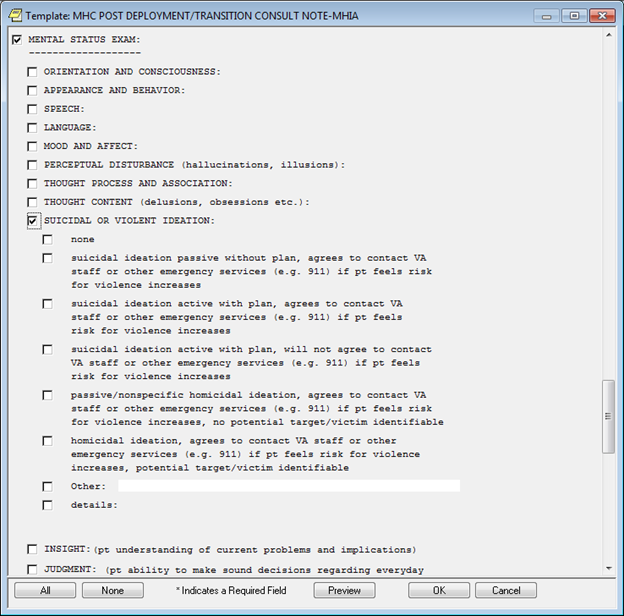 Template: MHC POST DEPLOYMENT/TRANSITION CONSULT NOTE-MHIA
MENTAL STATUS EXAM:
-------------------
ORIENTATION AND CONSCIOUSNESS:
APPEARANCE AND BEHAVIOR:
SPEECH:
LANGUAGE:
MOOD AND AFFECT:
PERCEPTUAL DISTURBANCE (hallucinations, illusions):
THOUGHT PROCESS AND ASSOCIATION:
THOUGHT CONTENT (delusions, obsessions etc.):
SUICIDAL OR VIOLENT IDEATION:
none
suicidal ideation passive without plan, agrees to contact VA
staff or other emergency services (e.g. 911) if pt feels risk
for violence increases
suicidal ideation active with plan, agrees to contact VA
staff or other emergency services (e.g. 911) if pt feels
risk for violence increases
suicidal ideation active with plan, will not agree to contact
VA staff or other emergency services (e.g. 911) if pt feels
risk for violence increases
passive/nonspecific homicidal ideation, agrees to contact VA
staff or other emergency services (e.g. 911) if pt feels risk
for violence increases, no potential target/victim identifiable
homicidal ideation, agrees to contact VA staff or other
emergency services (e.g. 911) if pt feels risk for violence
increases, potential target/victim identifiable
Other:
details:
INSIGHT:(pt understanding of current problems and implications)
JUDGMENT: (pt ability to make sound decisions regarding everyday
All None * Indicates a Required Field Preview OK Cancel